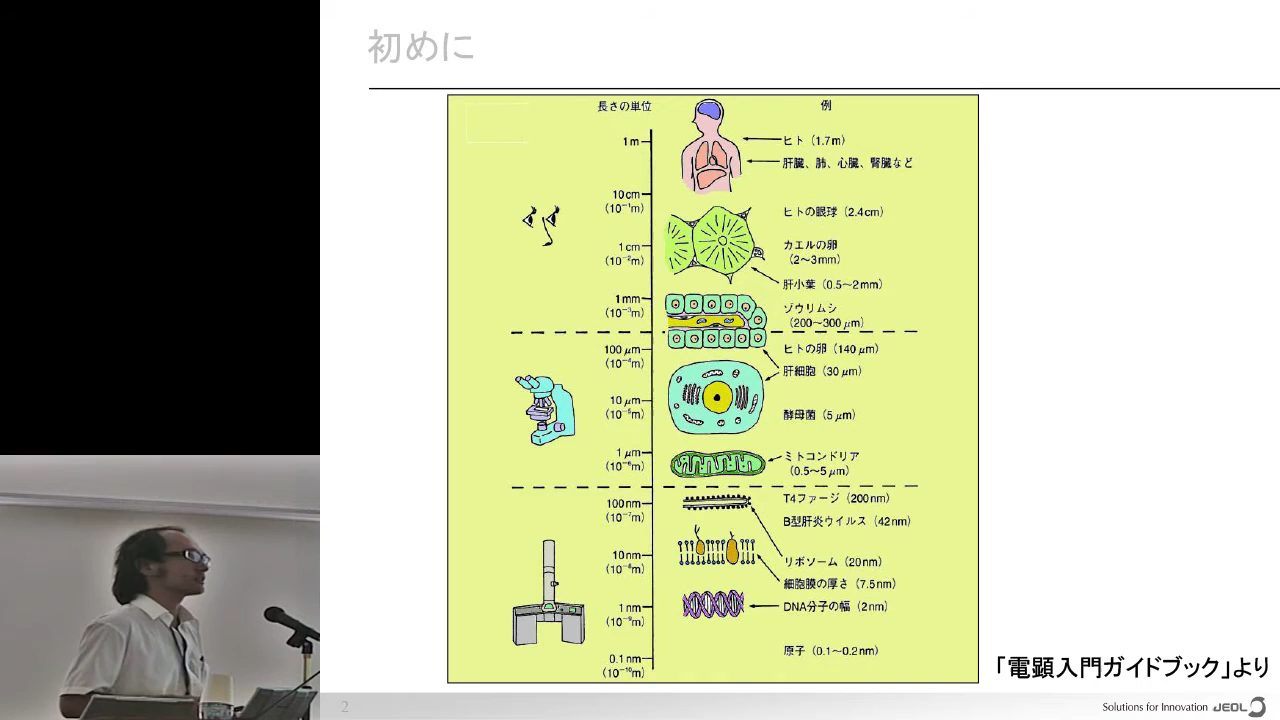 初めに
長さの単位
例
1m
ヒト(1.7m)
肝臓、肺、心臓、腎臓など
10cm
(10⁻¹m)
ヒトの眼球(2.4cm)
1cm
(10⁻²m)
カエルの卵
(2〜3mm)
肝小葉(0.5〜2mm)
1mm
(10⁻³m)
ゾウリムシ
(200〜300μm)
100μm
(10⁻⁴m)
ヒトの卵(140μm)
肝細胞(30μm)
10μm
(10⁻⁵m)
酵母菌(5μm)
1μm
(10⁻⁶m)
ミトコンドリア
(0.5〜5μm)
100nm
(10⁻⁷m)
T4ファージ(200nm)
B型肝炎ウイルス(42nm)
10nm
(10⁻⁸m)
リボソーム(20nm)
細胞膜の厚さ(7.5nm)
1nm
(10⁻⁹m)
DNA分子の幅(2nm)
0.1nm
(10⁻¹⁰m)
原子(0.1〜0.2nm)
「電顕入門ガイドブック」より
2
Solutions for Innovation JEOL